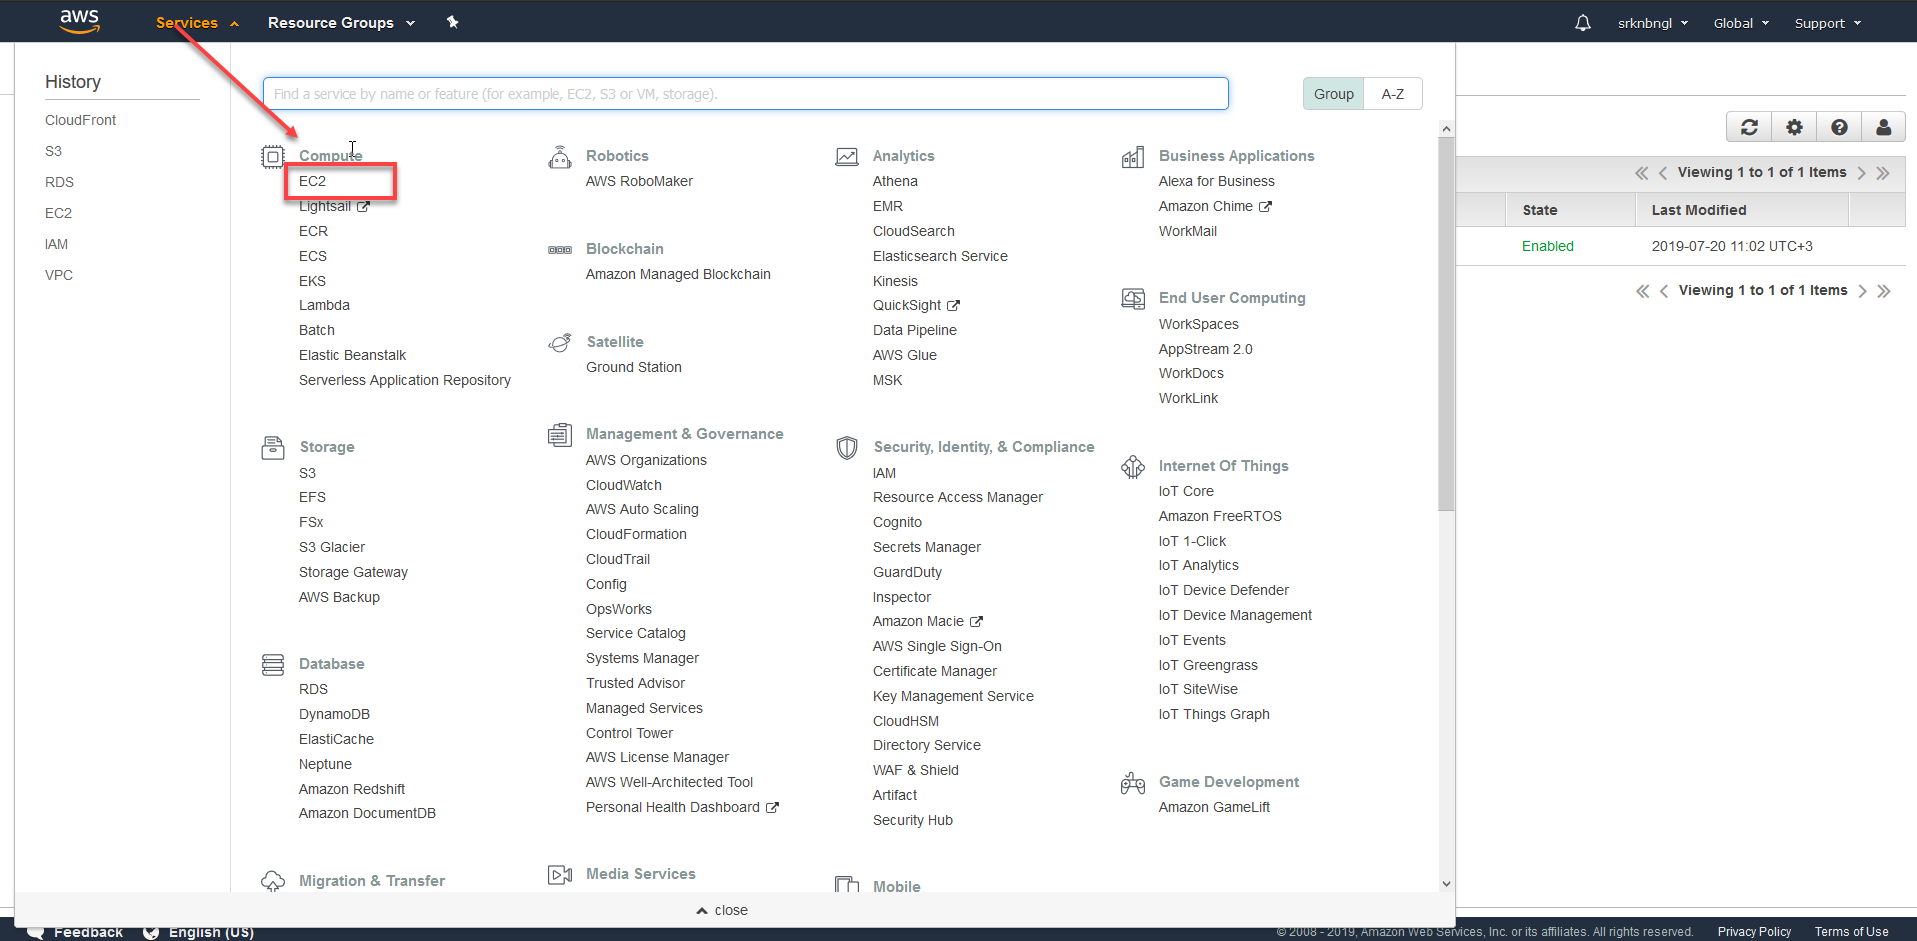 aws
Services
Resource Groups
srknbngl
Global
Support
History
CloudFront
S3
RDS
EC2
IAM
VPC
Find a service by name or feature (for example, EC2, S3 or VM, storage).
Group
A-Z
Compute
EC2
Lightsail
ECR
ECS
EKS
Lambda
Batch
Elastic Beanstalk
Serverless Application Repository
Storage
S3
EFS
FSx
S3 Glacier
Storage Gateway
AWS Backup
Database
RDS
DynamoDB
ElastiCache
Neptune
Amazon Redshift
Amazon DocumentDB
Migration & Transfer
Robotics
AWS RoboMaker
Blockchain
Amazon Managed Blockchain
Satellite
Ground Station
Management & Governance
AWS Organizations
CloudWatch
AWS Auto Scaling
CloudFormation
CloudTrail
Config
OpsWorks
Service Catalog
Systems Manager
Trusted Advisor
Managed Services
Control Tower
AWS License Manager
AWS Well-Architected Tool
Personal Health Dashboard
Media Services
Analytics
Athena
EMR
CloudSearch
Elasticsearch Service
Kinesis
QuickSight
Data Pipeline
AWS Glue
MSK
Security, Identity, & Compliance
IAM
Resource Access Manager
Cognito
Secrets Manager
GuardDuty
Inspector
Amazon Macie
AWS Single Sign-On
Certificate Manager
Key Management Service
CloudHSM
Directory Service
WAF & Shield
Artifact
Security Hub
Mobile
Business Applications
Alexa for Business
Amazon Chime
WorkMail
End User Computing
WorkSpaces
AppStream 2.0
WorkDocs
WorkLink
Internet Of Things
IoT Core
Amazon FreeRTOS
IoT 1-Click
IoT Analytics
IoT Device Defender
IoT Device Management
IoT Events
IoT Greengrass
IoT SiteWise
IoT Things Graph
Game Development
Amazon GameLift
close
Viewing 1 to 1 of 1 Items
State
Last Modified
Enabled
2019-07-20 11:02 UTC+3
Viewing 1 to 1 of 1 Items
Feedback
English (US)
© 2008 - 2019, Amazon Web Services, Inc. or its affiliates. All rights reserved.
Privacy Policy
Terms of Use